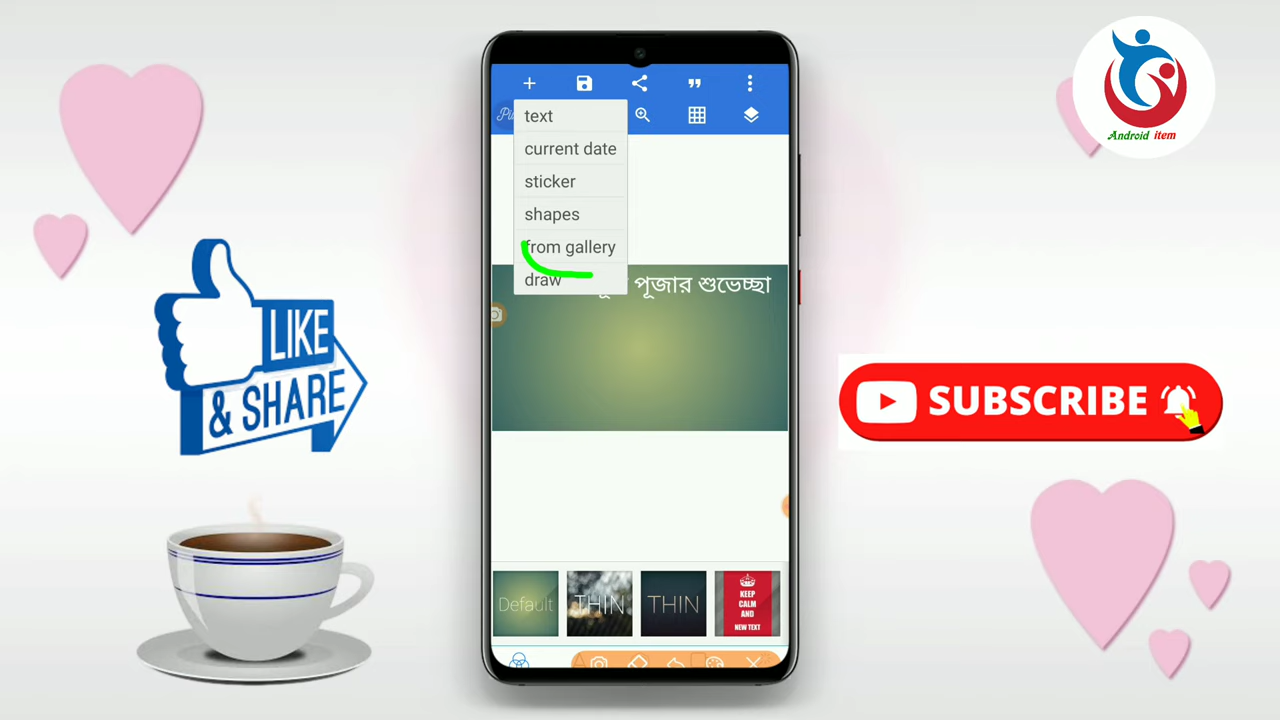 Android item
text
current date
sticker
shapes
from gallery
draw
পূজার শুভেচ্ছা
LIKE
& SHARE
SUBSCRIBE
Default
THIN
THIN
KEEP
CALM
AND
NEW TEXT